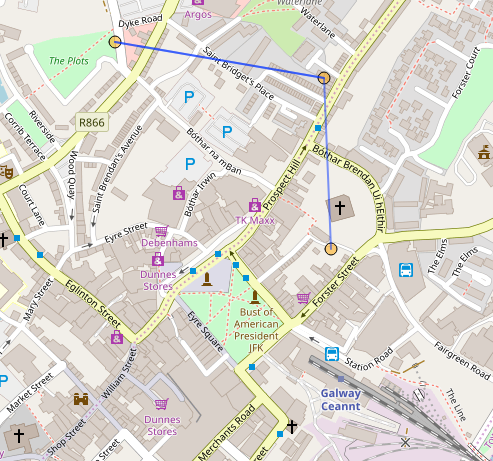 Dyke Road
Argos
Waterlane
Waterlane
The Plots
Saint Bridget's Place
Forster Court
P
Riverside
R866
P
Corrib Terrace
Saint Brendan's Avenue
Bóthar na mBan
P
Bóthar Brendan Uí hEithir
Wood Quay
Prospect Hill
Bóthar Irwin
Court Lane
TK Maxx
Eyre Street
Debenhams
The Elms
The Elms
Dunnes
Stores
Mary Street
Eglinton Street
Forster Street
Bust of
American
President
JFK
Eyre Square
Station Road
Fairgreen Road
William Street
P
Market Street
Galway
Ceannt
The Line
Dunnes
Stores
Shop Street
Merchants Road
Street